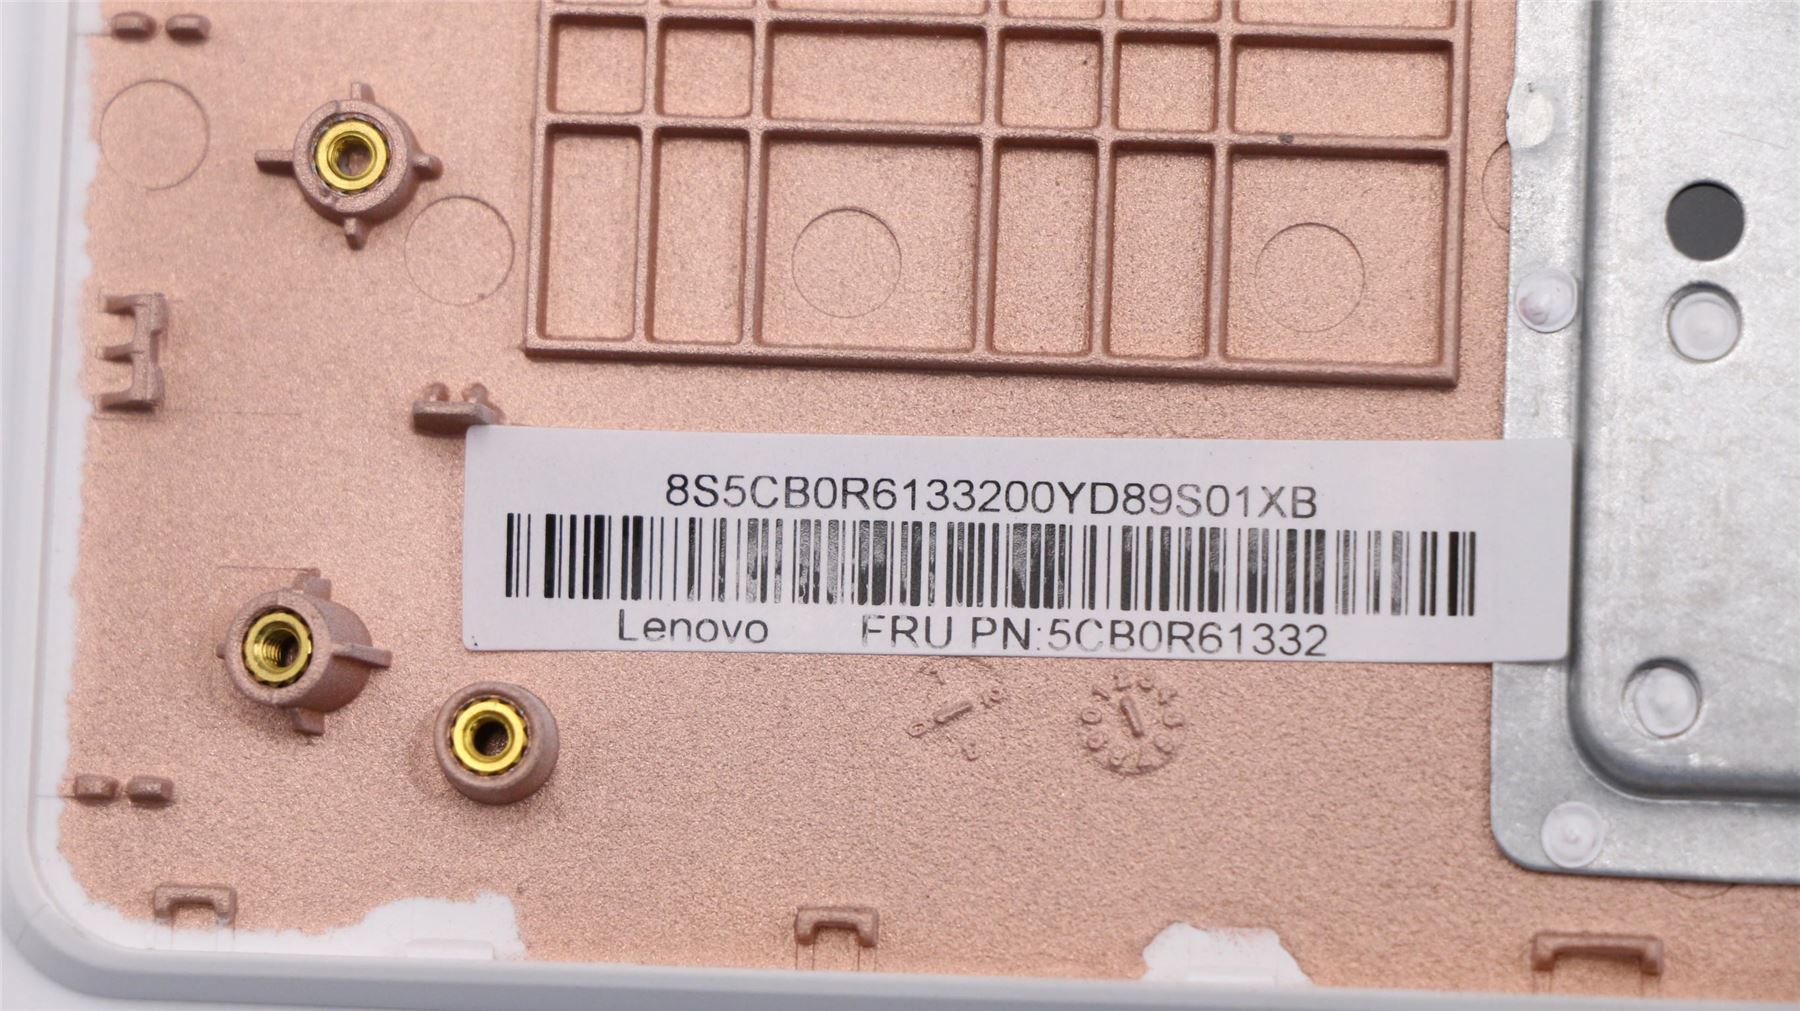 8S5CB0R6133200YD89S01XB
Lenovo FRU PN:5CB0R61332